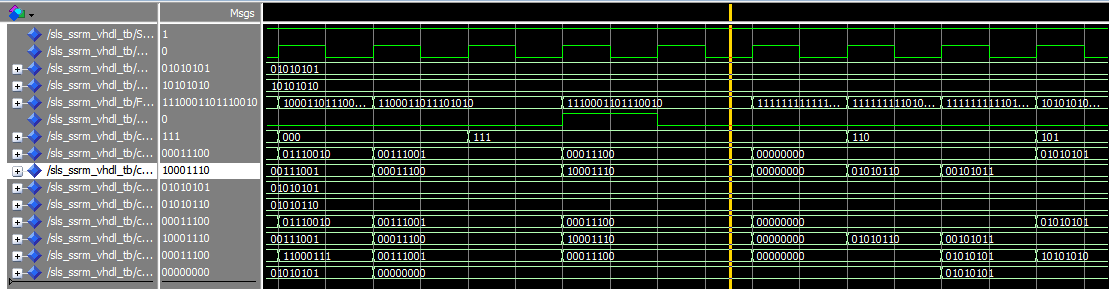 Msgs
/sls_ssrm_vhdl_tb/S... 1
/sls_ssrm_vhdl_tb/... 0
/sls_ssrm_vhdl_tb/... 01010101 01010101
/sls_ssrm_vhdl_tb/... 10101010 10101010
/sls_ssrm_vhdl_tb/F... 1110001101110010 100011011100... 1100011011101010 1110001101110010 111111111111... 111111111010... 111111111101... 10101010...
/sls_ssrm_vhdl_tb/... 0
/sls_ssrm_vhdl_tb/c... 111 000 111 110 101
/sls_ssrm_vhdl_tb/c... 00011100 01110010 00111001 00011100 00000000 01010101
/sls_ssrm_vhdl_tb/c... 10001110 00111001 00011100 10001110 00000000 01010110 00101011
/sls_ssrm_vhdl_tb/c... 01010101 01010101
/sls_ssrm_vhdl_tb/c... 01010110 01010110
/sls_ssrm_vhdl_tb/c... 00011100 01110010 00111001 00011100 00000000 01010101
/sls_ssrm_vhdl_tb/c... 10001110 00111001 00011100 10001110 00000000 01010110 00101011
/sls_ssrm_vhdl_tb/c... 00011100 11000111 00111001 00011100 00000000 01010101 10101010
/sls_ssrm_vhdl_tb/c... 00000000 01010101 00000000 01010101